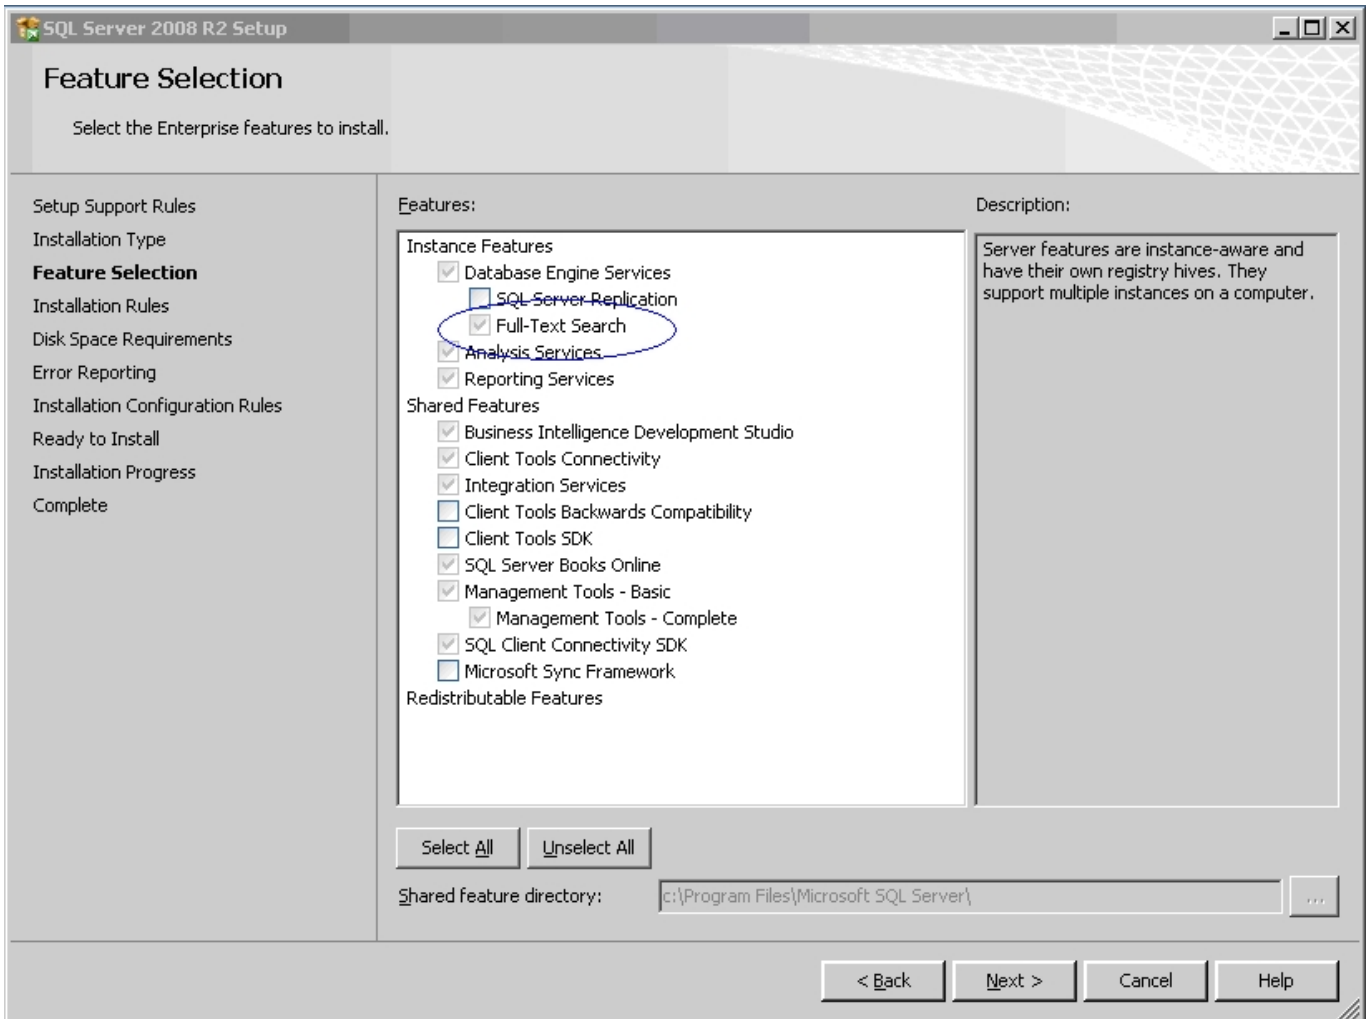 SQL Server 2008 R2 Setup
Feature Selection
Select the Enterprise features to install.
Setup Support Rules
Installation Type
Feature Selection
Installation Rules
Disk Space Requirements
Error Reporting
Installation Configuration Rules
Ready to Install
Installation Progress
Complete
Features:
Instance Features
Database Engine Services
SQL Server Replication
Full-Text Search
Analysis Services
Reporting Services
Shared Features
Business Intelligence Development Studio
Client Tools Connectivity
Integration Services
Client Tools Backwards Compatibility
Client Tools SDK
SQL Server Books Online
Management Tools - Basic
Management Tools - Complete
SQL Client Connectivity SDK
Microsoft Sync Framework
Redistributable Features
Description:
Server features are instance-aware and
have their own registry hives. They
support multiple instances on a computer.
Select All
Unselect All
Shared feature directory:
c:\Program Files\Microsoft SQL Server\
...
< Back
Next >
Cancel
Help